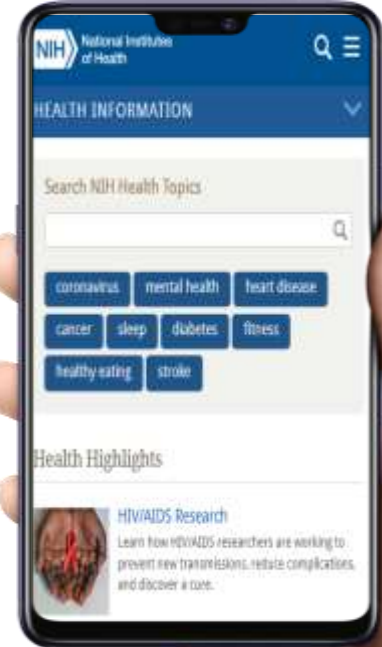 NIH
National Institutes
of Health
HEALTH INFORMATION
Search NIH Health Topics
coronavirus mental health heart disease
cancer sleep diabetes fitness
healthy eating stroke
Health Highlights
HIV/AIDS Research
Learn how HIV/AIDS researchers are working to
prevent new transmissions, reduce complications,
and discover a cure.